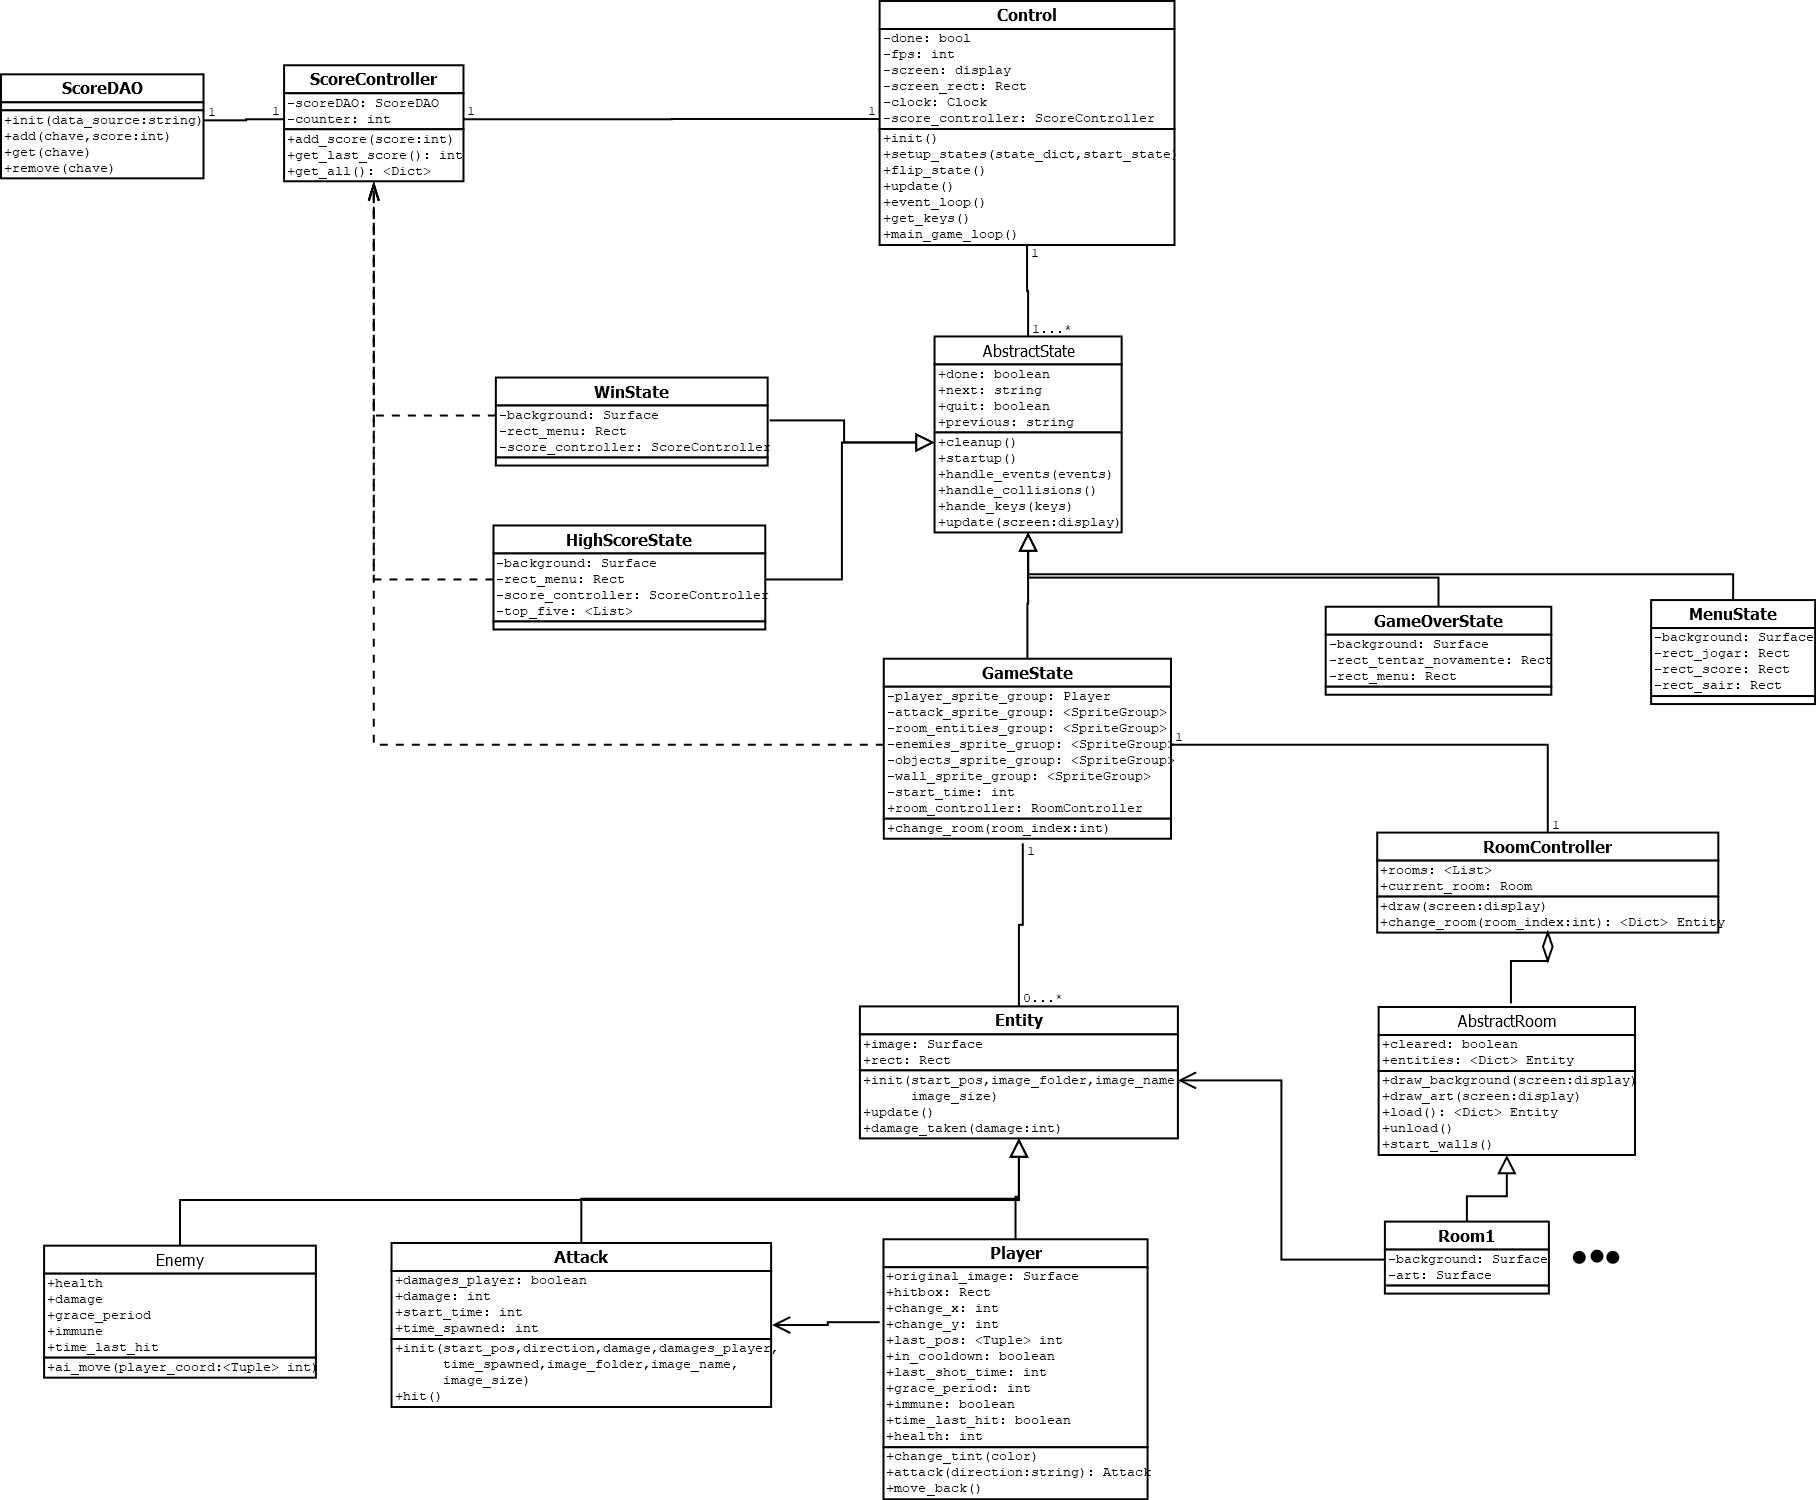 Control
-done: bool
-fps: int
-screen: display
-screen_rect: Rect
-clock: Clock
-score_controller: ScoreController
+init()
+setup_states(state_dict,start_state)
+flip_state()
+update()
+event_loop()
+get_keys()
+main_game_loop()
ScoreController
-scoreDAO: ScoreDAO
-counter: int
+add_score(score:int)
+get_last_score(): int
+get_all(): <Dict>
ScoreDAO
+init(data_source:string)
+add(chave,score:int)
+get(chave)
+remove(chave)
1
1
1
1
1
1...*
AbstractState
+done: boolean
+next: string
+quit: boolean
+previous: string
+cleanup()
+startup()
+handle_events(events)
+handle_collisions()
+hande_keys(keys)
+update(screen:display)
WinState
-background: Surface
-rect_menu: Rect
-score_controller: ScoreController
HighScoreState
-background: Surface
-rect_menu: Rect
-score_controller: ScoreController
-top_five: <List>
GameOverState
-background: Surface
-rect_tentar_novamente: Rect
-rect_menu: Rect
MenuState
-background: Surface
-rect_jogar: Rect
-rect_score: Rect
-rect_sair: Rect
GameState
-player_sprite_group: Player
-attack_sprite_group: <SpriteGroup>
-room_entities_group: <SpriteGroup>
-enemies_sprite_gruop: <SpriteGroup>
-objects_sprite_group: <SpriteGroup>
-wall_sprite_group: <SpriteGroup>
-start_time: int
+room_controller: RoomController
+change_room(room_index:int)
1
1
1
0...*
RoomController
+rooms: <List>
+current_room: Room
+draw(screen:display)
+change_room(room_index:int): <Dict> Entity
Entity
+image: Surface
+rect: Rect
+init(start_pos,image_folder,image_name
image_size)
+update()
+damage_taken(damage:int)
AbstractRoom
+cleared: boolean
+entities: <Dict> Entity
+draw_background(screen:display)
+draw_art(screen:display)
+load(): <Dict> Entity
+unload()
+start_walls()
Room1
-background: Surface
-art: Surface
Enemy
+health
+damage
+grace_period
+immune
+time_last_hit
+ai_move(player_coord:<Tuple> int)
Attack
+damages_player: boolean
+damage: int
+start_time: int
+time_spawned: int
+init(start_pos,direction,damage,damages_player,
time_spawned,image_folder,image_name,
image_size)
+hit()
Player
+original_image: Surface
+hitbox: Rect
+change_x: int
+change_y: int
+last_pos: <Tuple> int
+in_cooldown: boolean
+last_shot_time: int
+grace_period: int
+immune: boolean
+time_last_hit: boolean
+health: int
+change_tint(color)
+attack(direction:string): Attack
+move_back()